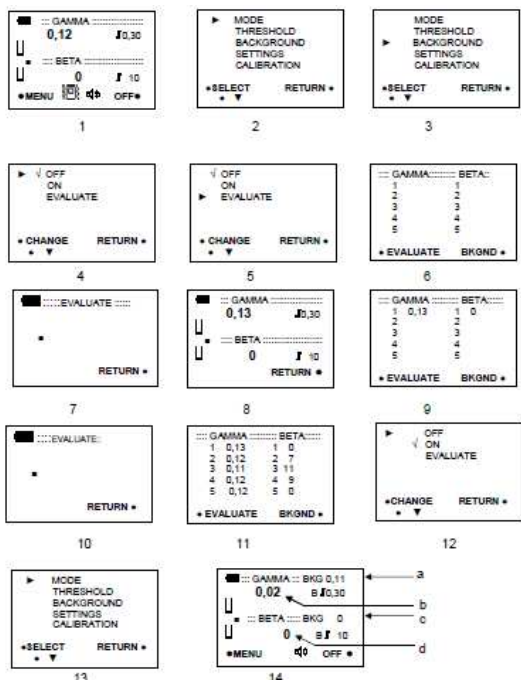 ::: GAMMA ::::::::::::::::::::
0,12 0,30
::: BETA ::::::::::::::::::::
0 10
●MENU OFF●
1
► MODE
THRESHOLD
BACKGROUND
SETTINGS
CALIBRATION
●SELECT RETURN ●
● ▼
2
MODE
THRESHOLD
► BACKGROUND
SETTINGS
CALIBRATION
●SELECT RETURN ●
● ▼
3
► √ OFF
ON
EVALUATE
● CHANGE RETURN ●
● ▼
4
√ OFF
ON
► EVALUATE
● CHANGE RETURN ●
● ▼
5
:::: GAMMA:::::::::: BETA::
1 1
2 2
3 3
4 4
5 5
● EVALUATE BKGND ●
6
:::::EVALUATE :::::
RETURN ●
7
::: GAMMA ::::::::::::::::::::
0,13 0,30
::: BETA ::::::::::::::::::::
0 10
RETURN ●
8
:::: GAMMA:::::::::: BETA:::::
1 0,13 1 0
2 2
3 3
4 4
5 5
● EVALUATE BKGND ●
9
::::EVALUATE::
RETURN ●
10
:::: GAMMA :::::::::: BETA:::::
1 0,13 1 0
2 0,12 2 7
3 0,11 3 11
4 0,12 4 9
5 0,12 5 0
● EVALUATE BKGND ●
11
► OFF
√ ON
EVALUATE
●CHANGE RETURN ●
● ▼
12
► MODE
THRESHOLD
BACKGROUND
SETTINGS
CALIBRATION
●SELECT RETURN ●
● ▼
13
::: GAMMA :: BKG 0,11 a
0,02 B 0,30
b
::: BETA ::::: BKG 0 c
0 B 10
d
●MENU OFF ●
14